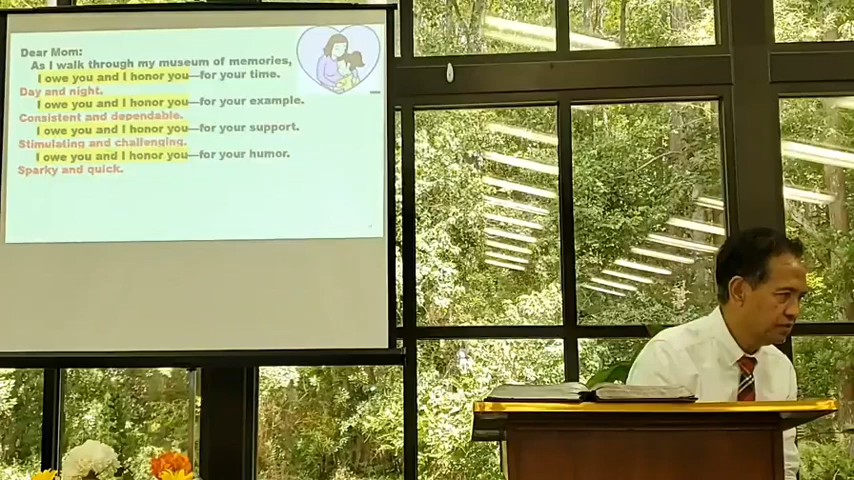 Dear Mom:
As I walk through my museum of memories,
I owe you and I honor you—for your time.
Day and night.
I owe you and I honor you—for your example.
Consistent and dependable.
I owe you and I honor you—for your support.
Stimulating and challenging.
I owe you and I honor you—for your humor.
Sparky and quick.